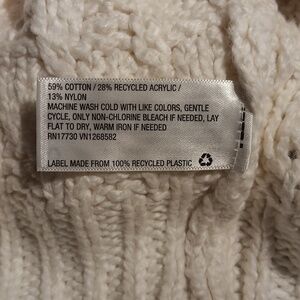 59% COTTON / 28% RECYCLED ACRYLIC /
13% NYLON
MACHINE WASH COLD WITH LIKE COLORS, GENTLE
CYCLE, ONLY NON-CHLORINE BLEACH IF NEEDED, LAY
FLAT TO DRY, WARM IRON IF NEEDED
RN17730 VN1268582
LABEL MADE FROM 100% RECYCLED PLASTIC